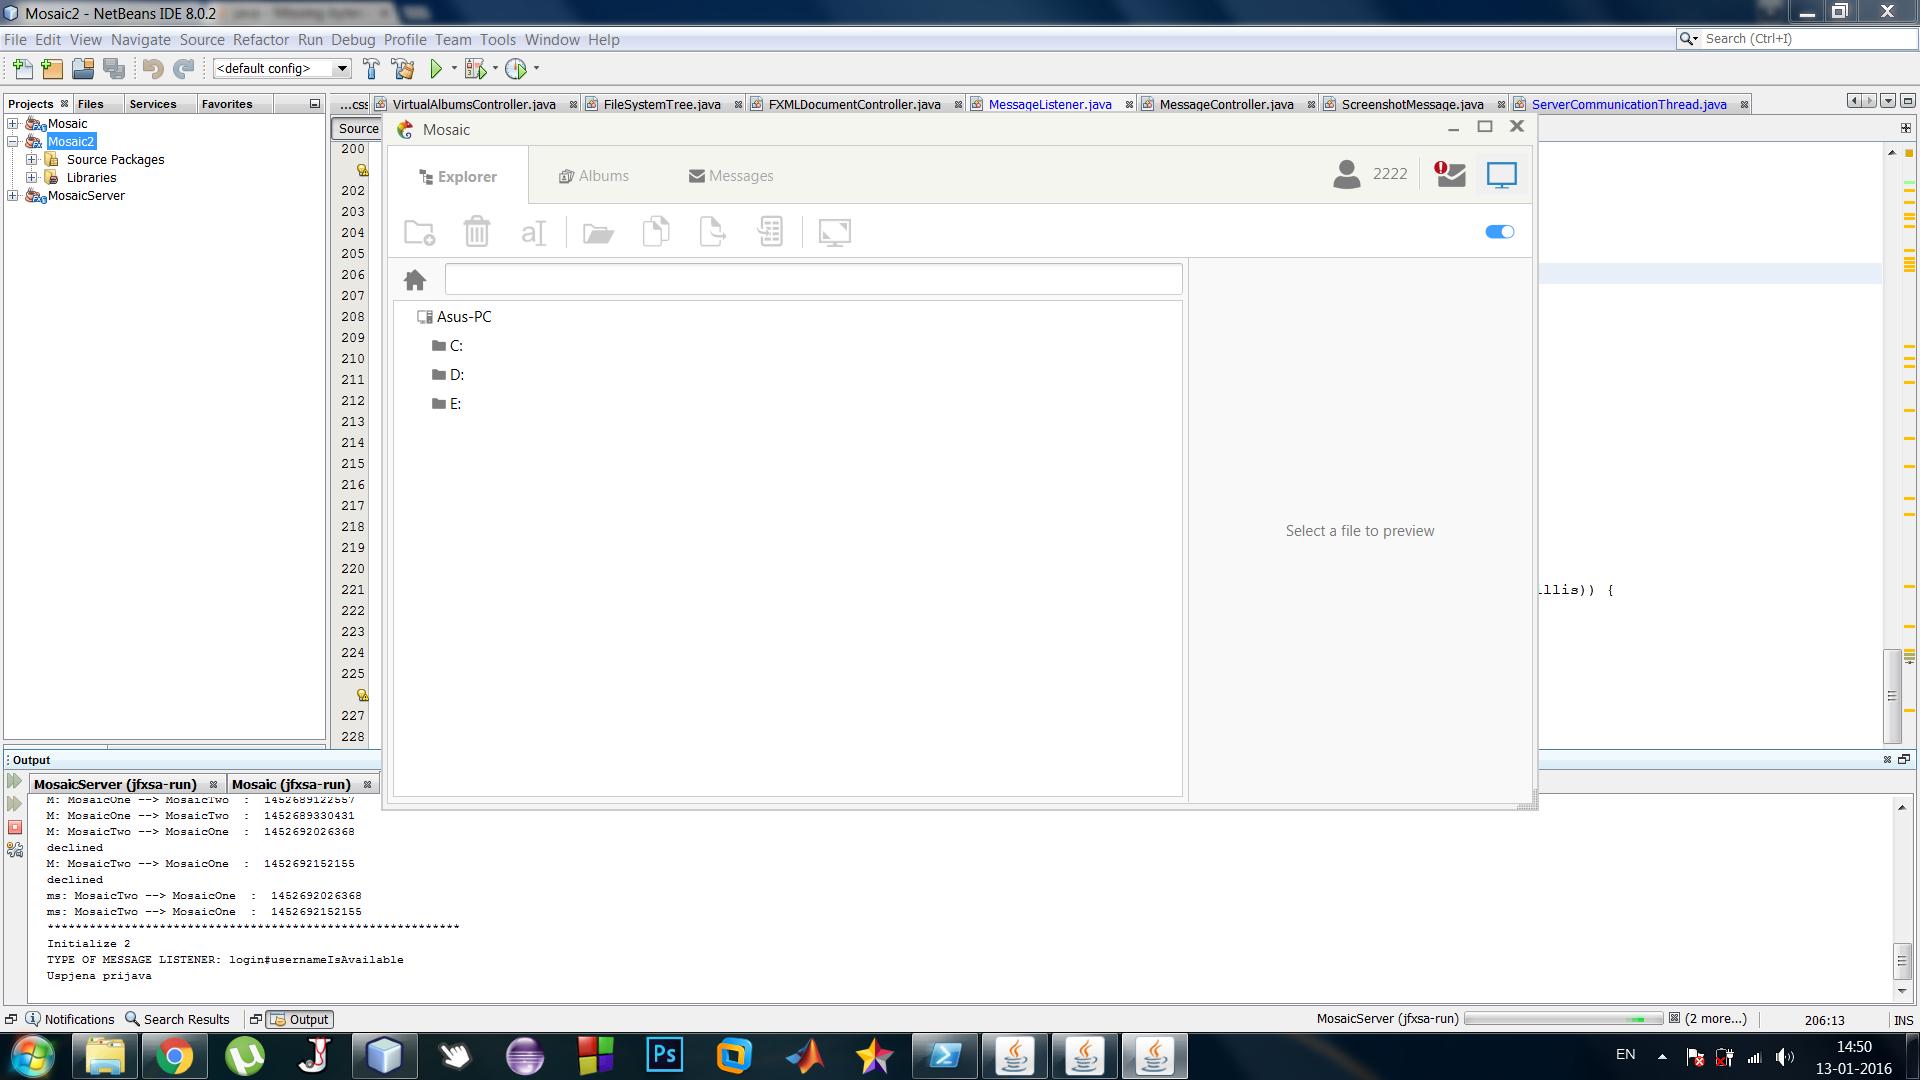 Mosaic2 - NetBeans IDE 8.0.2
File Edit View Navigate Source Refactor Run Debug Profile Team Tools Window Help
Search (Ctrl+I)
<default config>
Projects Files Services Favorites
...css VirtualAlbumsController.java FileSystemTree.java FXMLDocumentController.java MessageListener.java MessageController.java ScreenshotMessage.java ServerCommunicationThread.java
Mosaic
Mosaic2
Source Packages
Libraries
MosaicServer
Source
200
202
203
204
205
206
207
208
209
210
211
212
213
214
215
216
217
218
219
220
221
222
223
224
225
227
228
Mosaic
Explorer Albums Messages
2222
aI
Asus-PC
C:
D:
E:
Select a file to preview
llis)) {
Output
MosaicServer (jfxsa-run) Mosaic (jfxsa-run)
M: MosaicOne --> MosaicTwo : 1452689122557
M: MosaicOne --> MosaicTwo : 1452689330431
M: MosaicTwo --> MosaicOne : 1452692026368
declined
M: MosaicTwo --> MosaicOne : 1452692152155
declined
ms: MosaicTwo --> MosaicOne : 1452692026368
ms: MosaicTwo --> MosaicOne : 1452692152155
***********************************************************
Initialize 2
TYPE OF MESSAGE LISTENER: login#usernameIsAvailable
Uspjena prijava
Notifications Search Results Output
MosaicServer (jfxsa-run) (2 more...) 206:13 INS
Ps
EN
14:50
13-01-2016